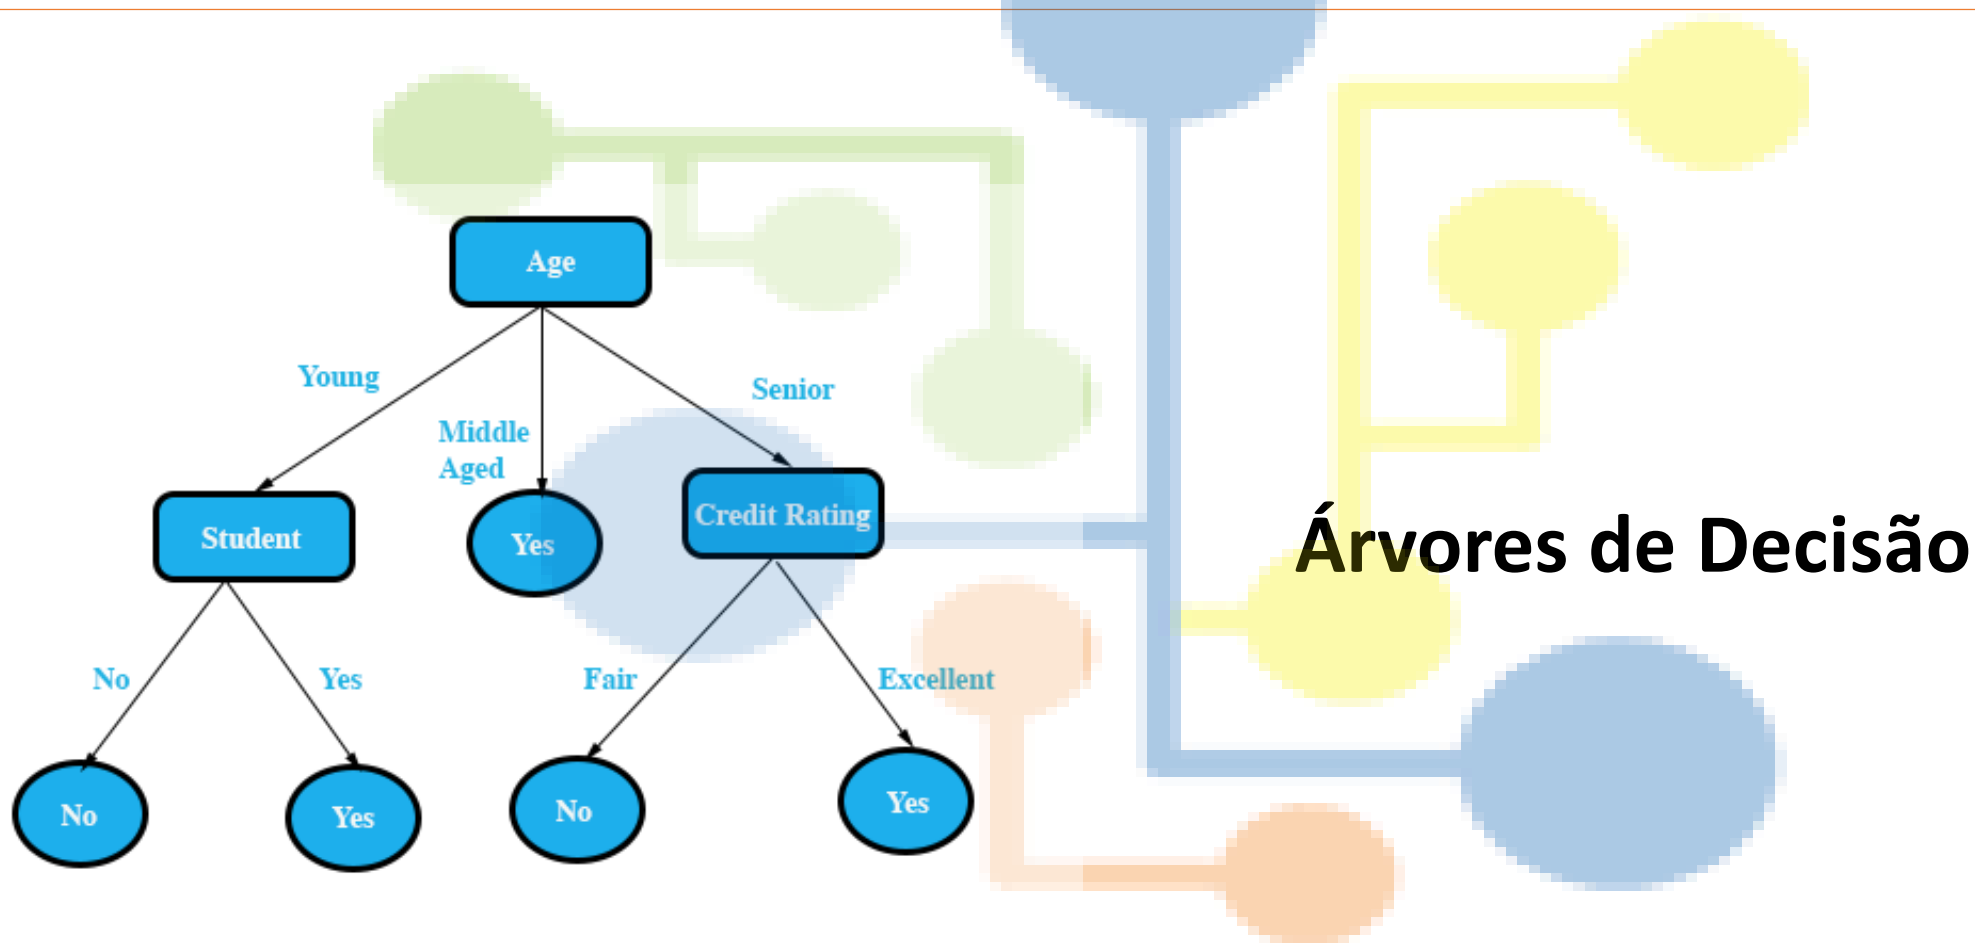 Age
Young
Senior
Middle
Aged
Student
Yes
Credit Rating
Árvores de Decisão
No
Yes
Fair
Excellent
No
Yes
No
Yes